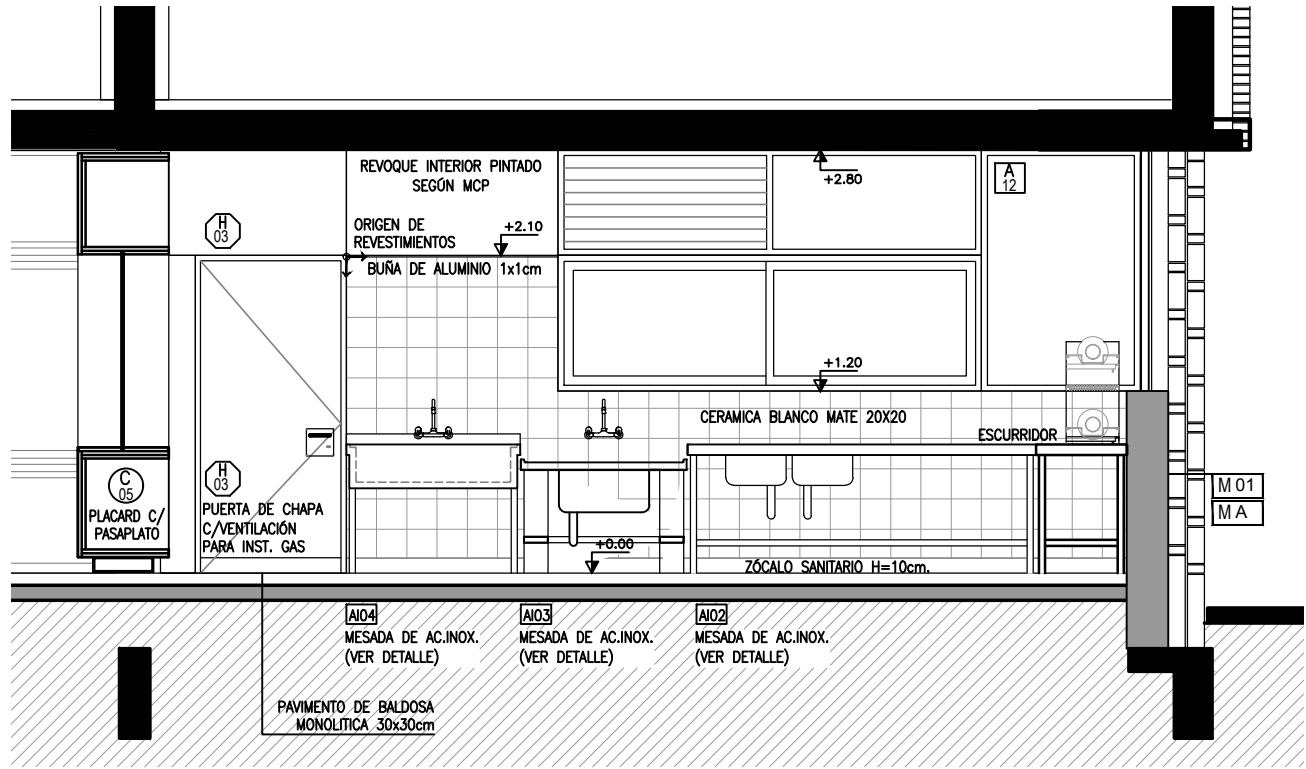 REVOQUE INTERIOR PINTADO
SEGÚN MCP
+2.80
A
12
H
03
ORIGEN DE
REVESTIMIENTOS
+2.10
BUÑA DE ALUMINIO 1x1cm
+1.20
CERAMICA BLANCO MATE 20X20
ESCURRIDOR
C
05
PLACARD C/
PASAPLATO
H
03
PUERTA DE CHAPA
C/VENTILACIÓN
PARA INST. GAS
M 01
M A
+0.00
ZÓCALO SANITARIO H=10cm.
AI04
MESADA DE AC.INOX.
(VER DETALLE)
AI03
MESADA DE AC.INOX.
(VER DETALLE)
AI02
MESADA DE AC.INOX.
(VER DETALLE)
PAVIMENTO DE BALDOSA
MONOLITICA 30x30cm